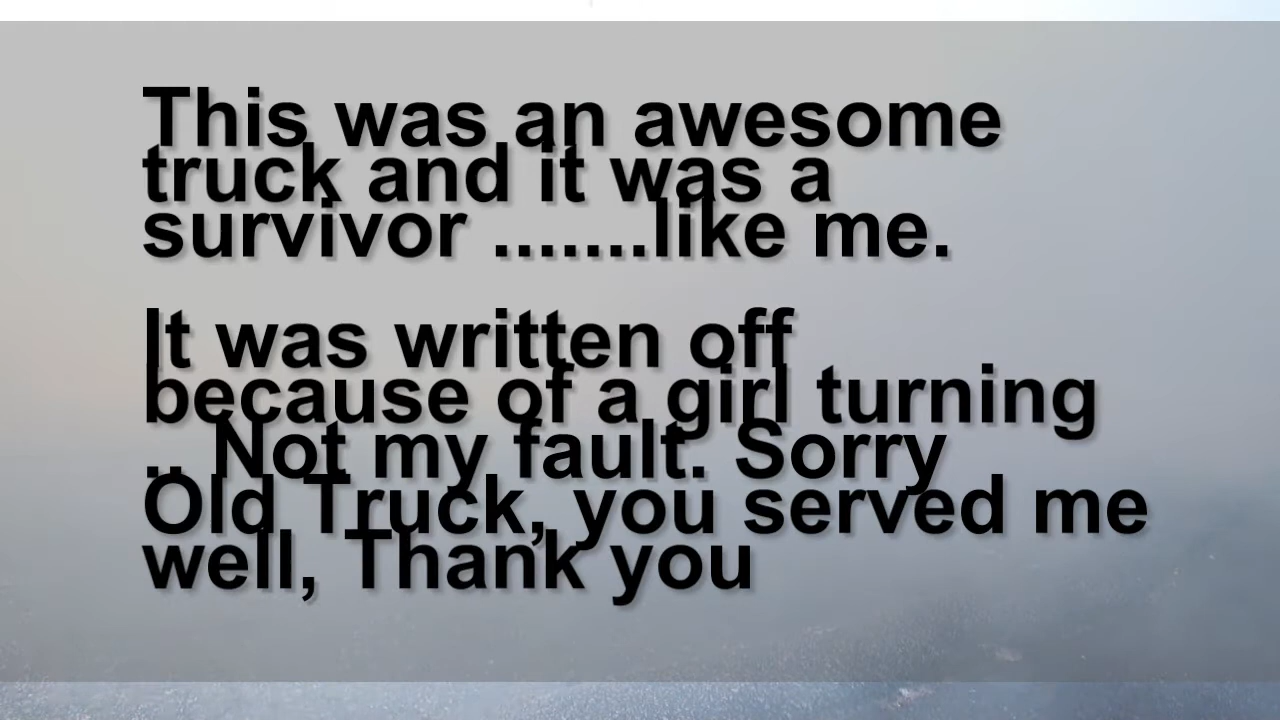 This was an awesome
truck and it was a
survivor .......like me.
It was written off
because of a girl turning
.. Not my fault. Sorry
Old Truck, you served me
well, Thank you